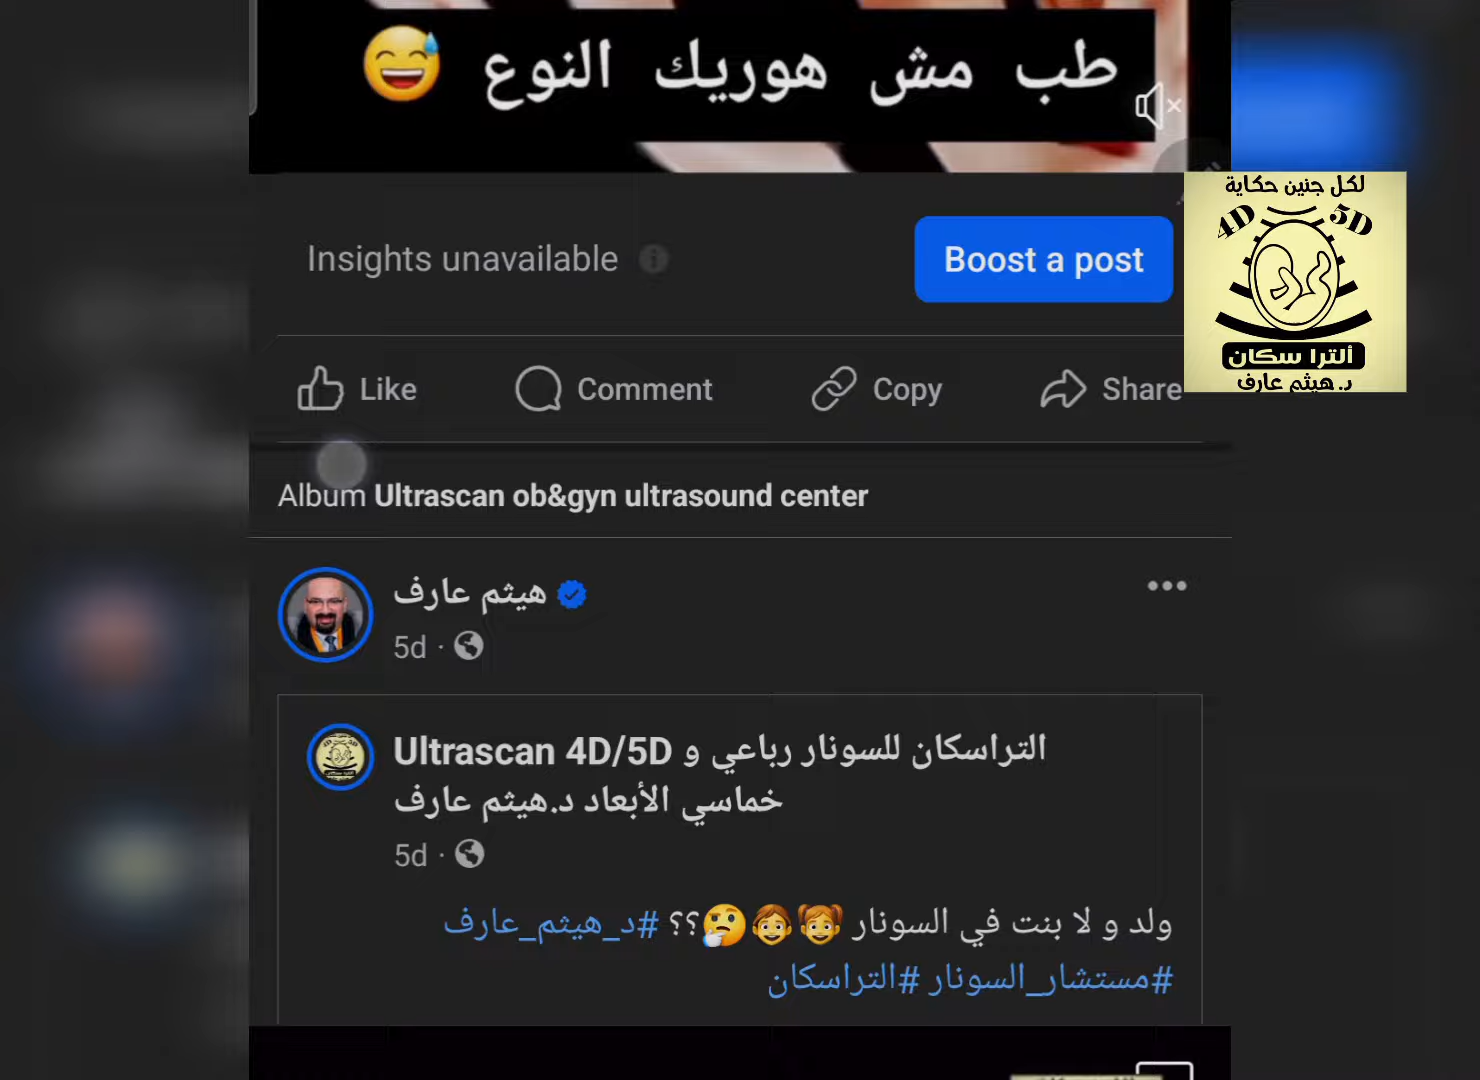 طب مش هوريك النوع 😅
Insights unavailable
Boost a post
لكل جنين حكاية
4D 5D
ألترا سكان
د. هيثم عارف
Like Comment Copy Share
Album Ultrascan ob&gyn ultrasound center
هيثم عارف
5d ·
Ultrascan 4D/5D التراسكان للسونار رباعي و
خماسي الأبعاد د.هيثم عارف
5d ·
ولد و لا بنت في السونار 👧👩🤔؟؟ #د_هيثم_عارف
#مستشار_السونار #التراسكان